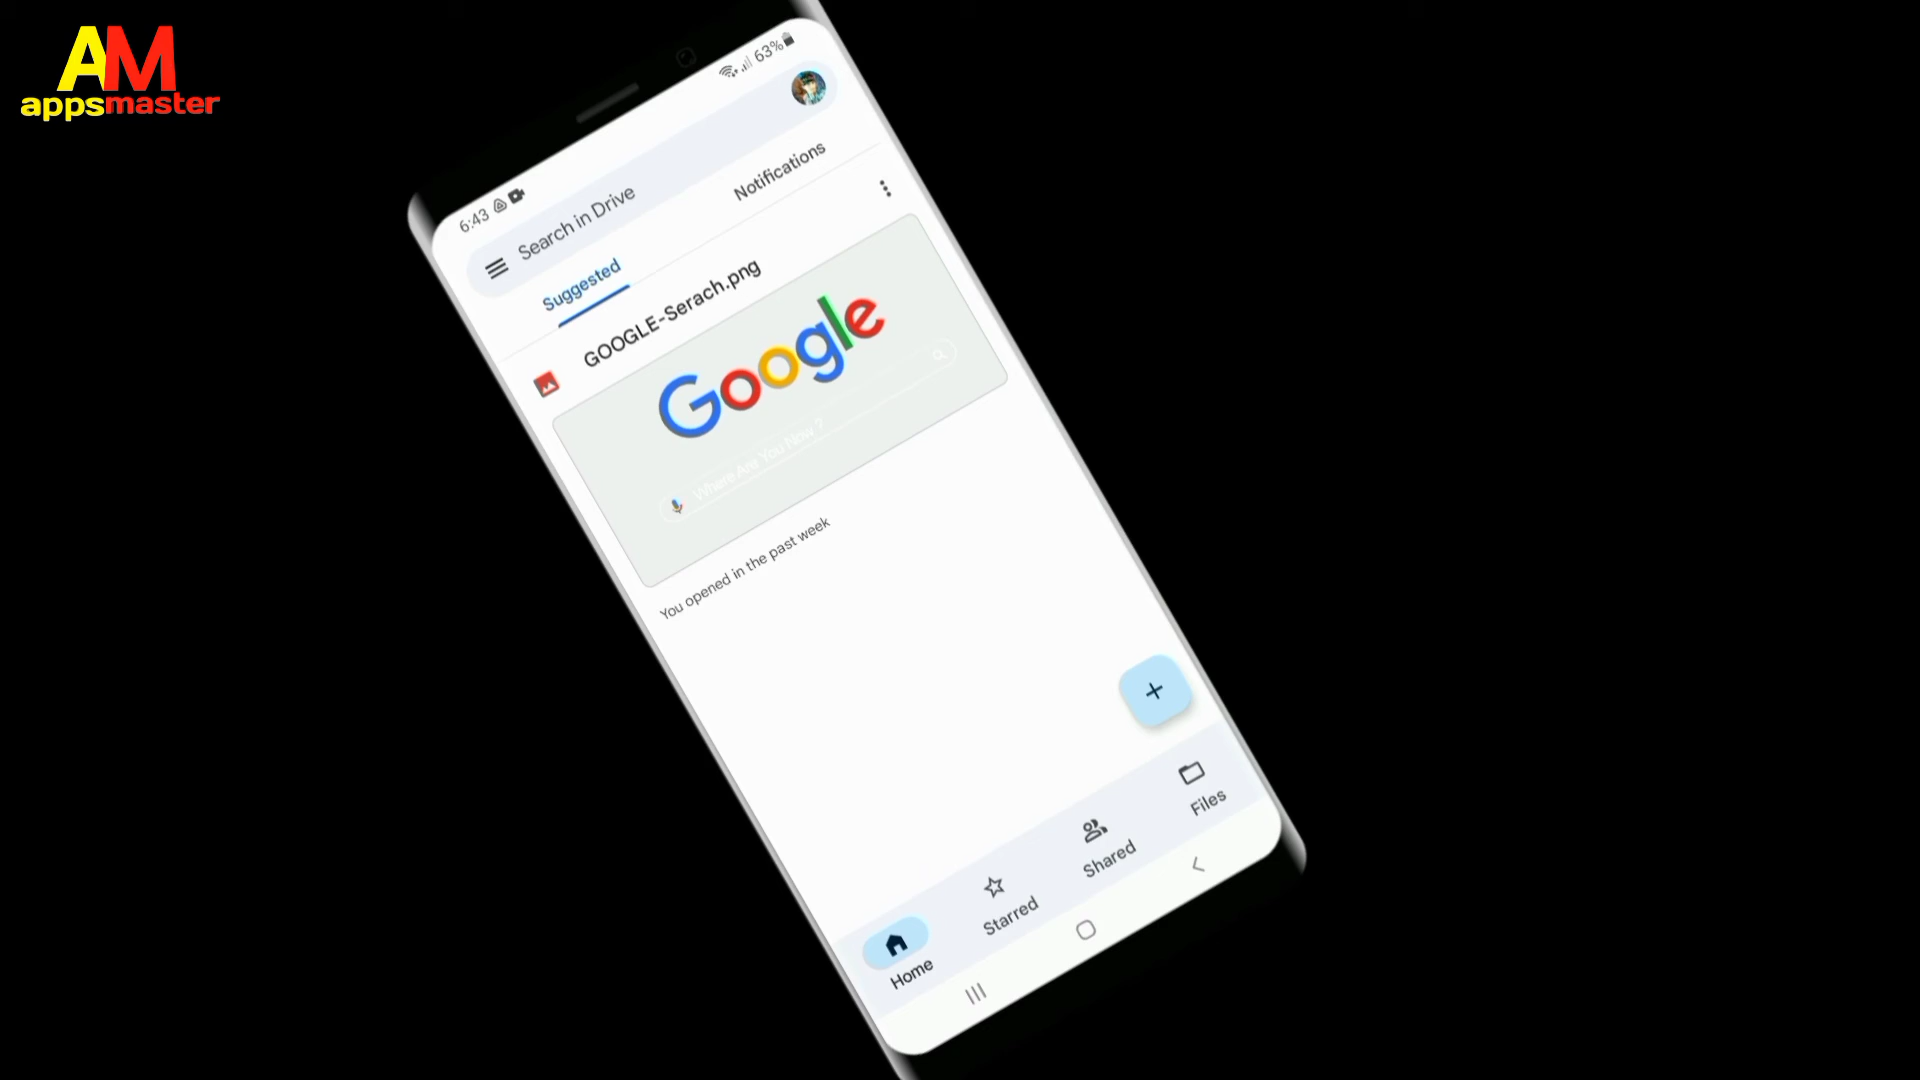 AM
appsmaster
6:43
63%
Search in Drive
Suggested
Notifications
GOOGLE-Serach.png
Google
Where Are You Now ?
You opened in the past week
Home
Starred
Shared
Files